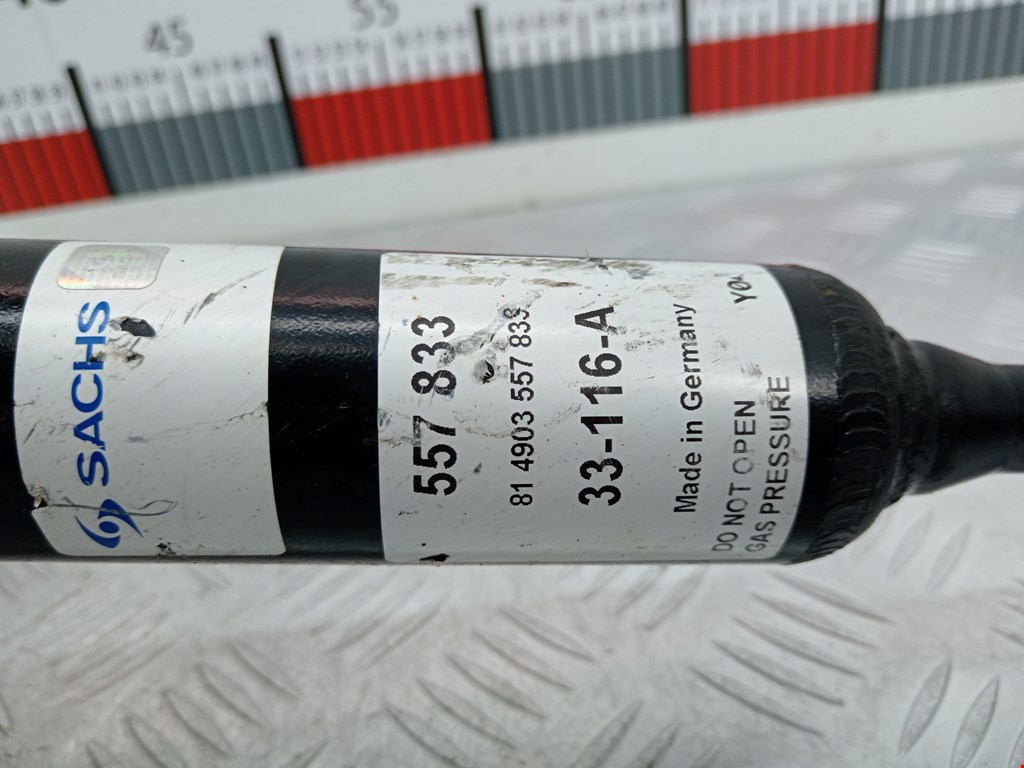 45
55
SACHS
557 833
81 4903 557 833
33-116-A
Made in Germany
DO NOT OPEN
GAS PRESSURE